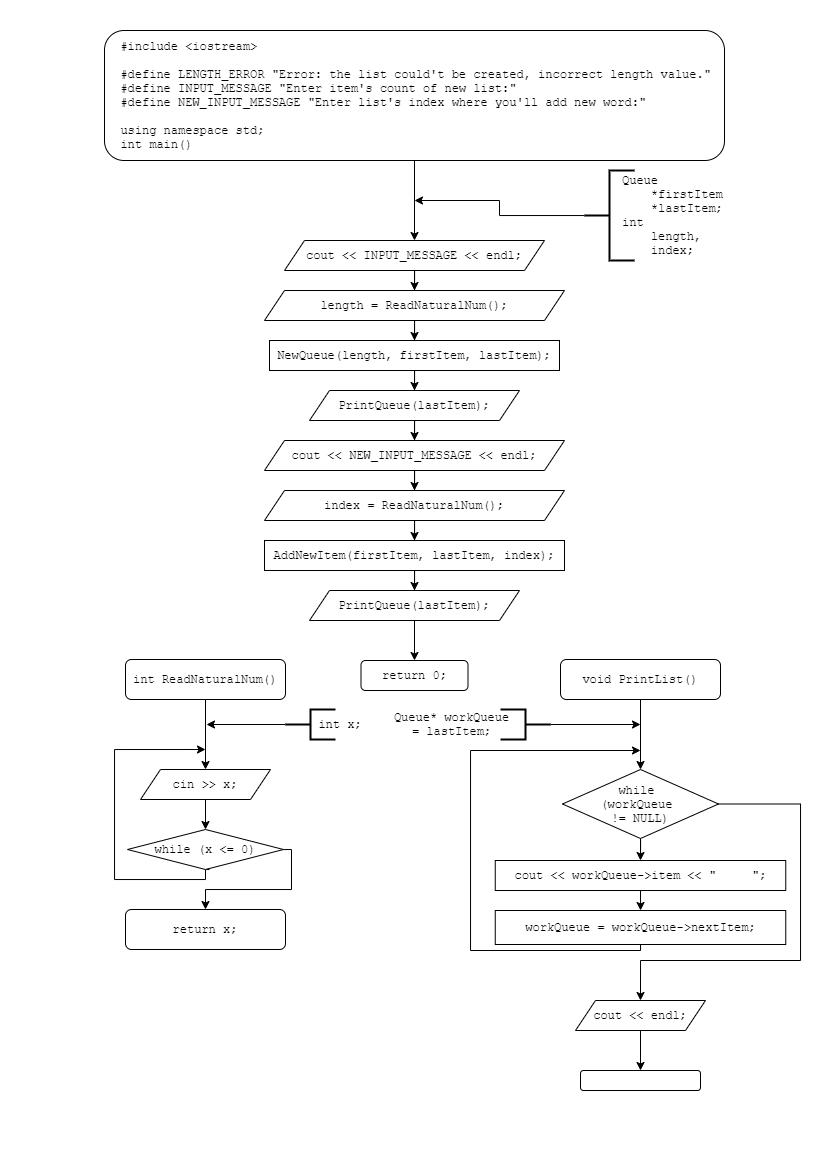 #include <iostream>
#define LENGTH_ERROR "Error: the list could't be created, incorrect length value."
#define INPUT_MESSAGE "Enter item's count of new list:"
#define NEW_INPUT_MESSAGE "Enter list's index where you'll add new word:"
using namespace std;
int main()
Queue
*firstItem
*lastItem;
int
length,
index;
cout << INPUT_MESSAGE << endl;
length = ReadNaturalNum();
NewQueue(length, firstItem, lastItem);
PrintQueue(lastItem);
cout << NEW_INPUT_MESSAGE << endl;
index = ReadNaturalNum();
AddNewItem(firstItem, lastItem, index);
PrintQueue(lastItem);
return 0;
int ReadNaturalNum()
int x;
cin >> x;
while (x <= 0)
return x;
void PrintList()
Queue* workQueue
= lastItem;
while
(workQueue
!= NULL)
cout << workQueue->item << "     ";
workQueue = workQueue->nextItem;
cout << endl;